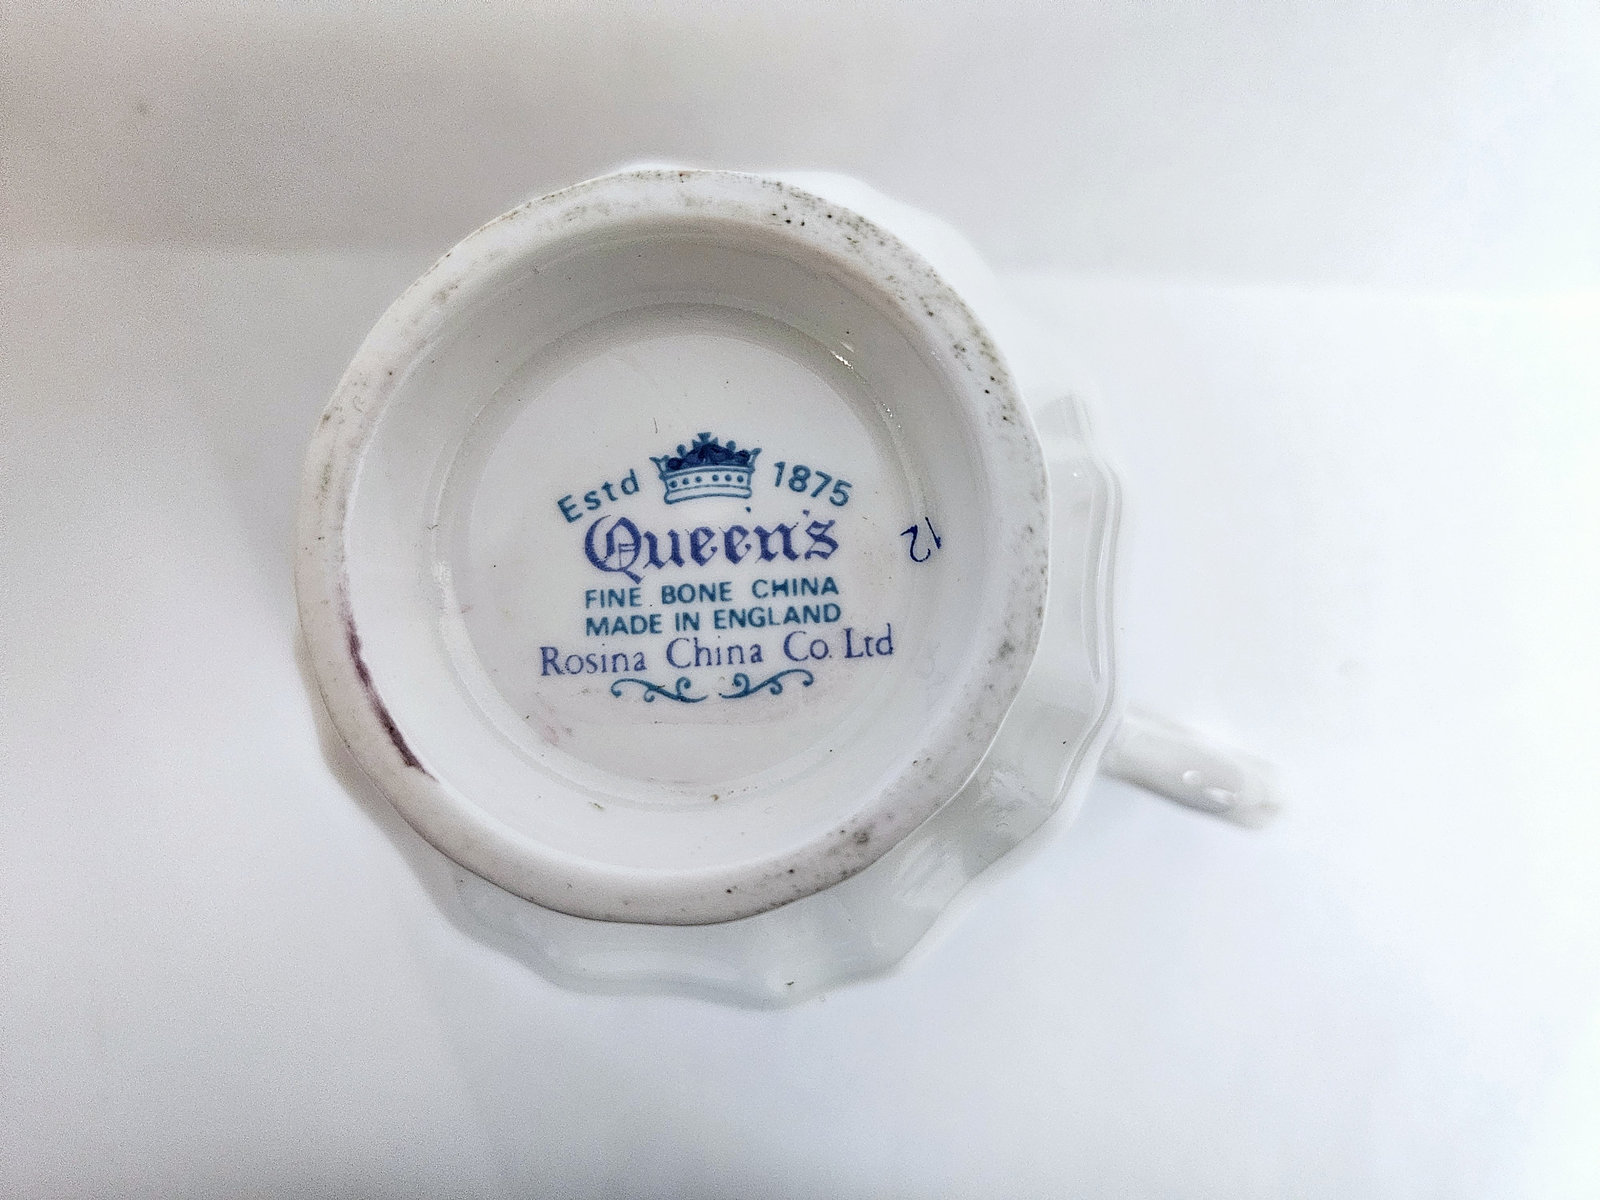 Estd 1875
Queen's
FINE BONE CHINA
MADE IN ENGLAND
Rosina China Co. Ltd
12